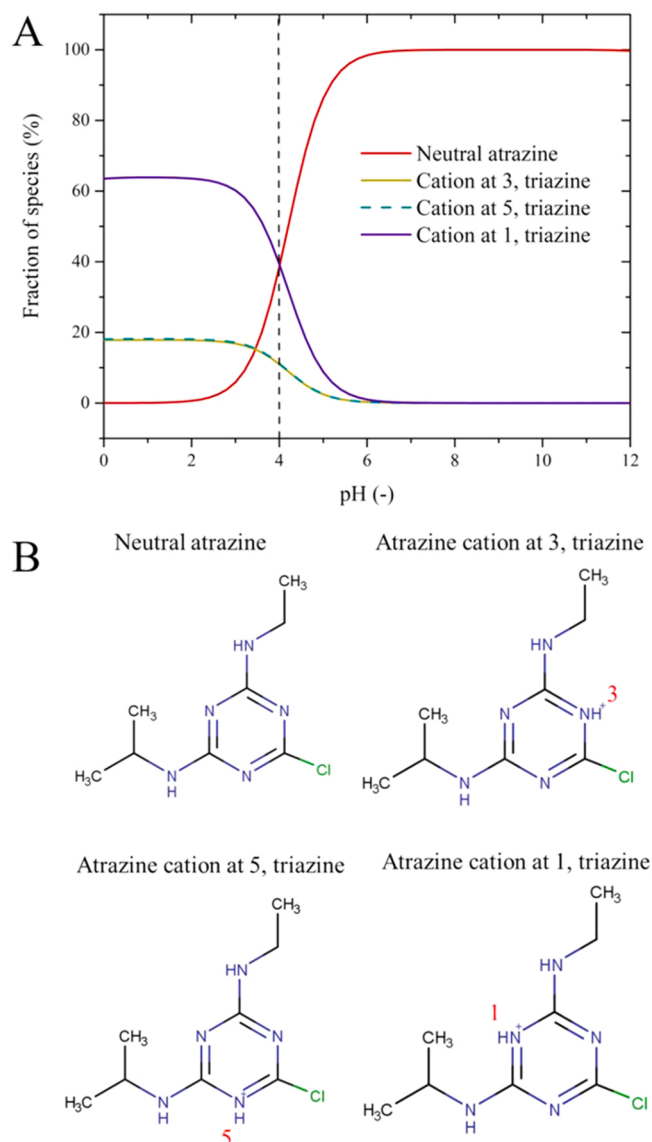 A
Fraction of species (%)
100
80
60
40
20
0
Neutral atrazine
Cation at 3, triazine
Cation at 5, triazine
Cation at 1, triazine
0 2 4 6 8 10 12
pH (-)
B
Neutral atrazine
Atrazine cation at 3, triazine
CH₃
HN
N N
CH₃
H₃C N H N Cl
CH₃
HN
3
N NH⁺
CH₃
H₃C N H N Cl
Atrazine cation at 5, triazine
Atrazine cation at 1, triazine
CH₃
HN
N N
CH₃
H₃C N H N⁺ H Cl
5
CH₃
HN
1
HN⁺ N
CH₃
H₃C N H N Cl